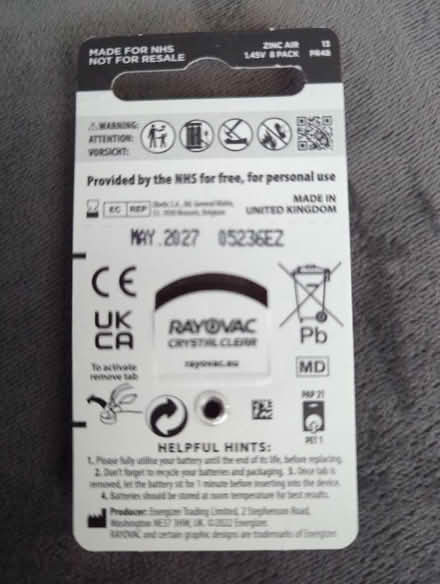 MADE FOR NHS
NOT FOR RESALE
ZINC AIR 13
1.45V 8 PACK PR48
WARNING:
ATTENTION:
VORSICHT:
Provided by the NHS for free, for personal use
EC REP
MADE IN
UNITED KINGDOM
MAY.2027 05236EZ
CE
UK
CA
RAYOVAC
CRYSTAL CLEAR
rayovac.eu
Pb
MD
To activate
remove tab
PAP 21
PET 1
HELPFUL HINTS:
1. Please fully utilise your battery until the end of its life, before replacing.
2. Don't forget to recycle your batteries and packaging. 3. Once tab is
removed, let the battery sit for 1 minute before inserting into the device.
4. Batteries should be stored at room temperature for best results.
Producer: Energizer Trading Limited, 2 Stephenson Road,
Washington NE37 3HW, UK. ©2022 Energizer.
RAYOVAC and certain graphic designs are trademarks of Energizer.